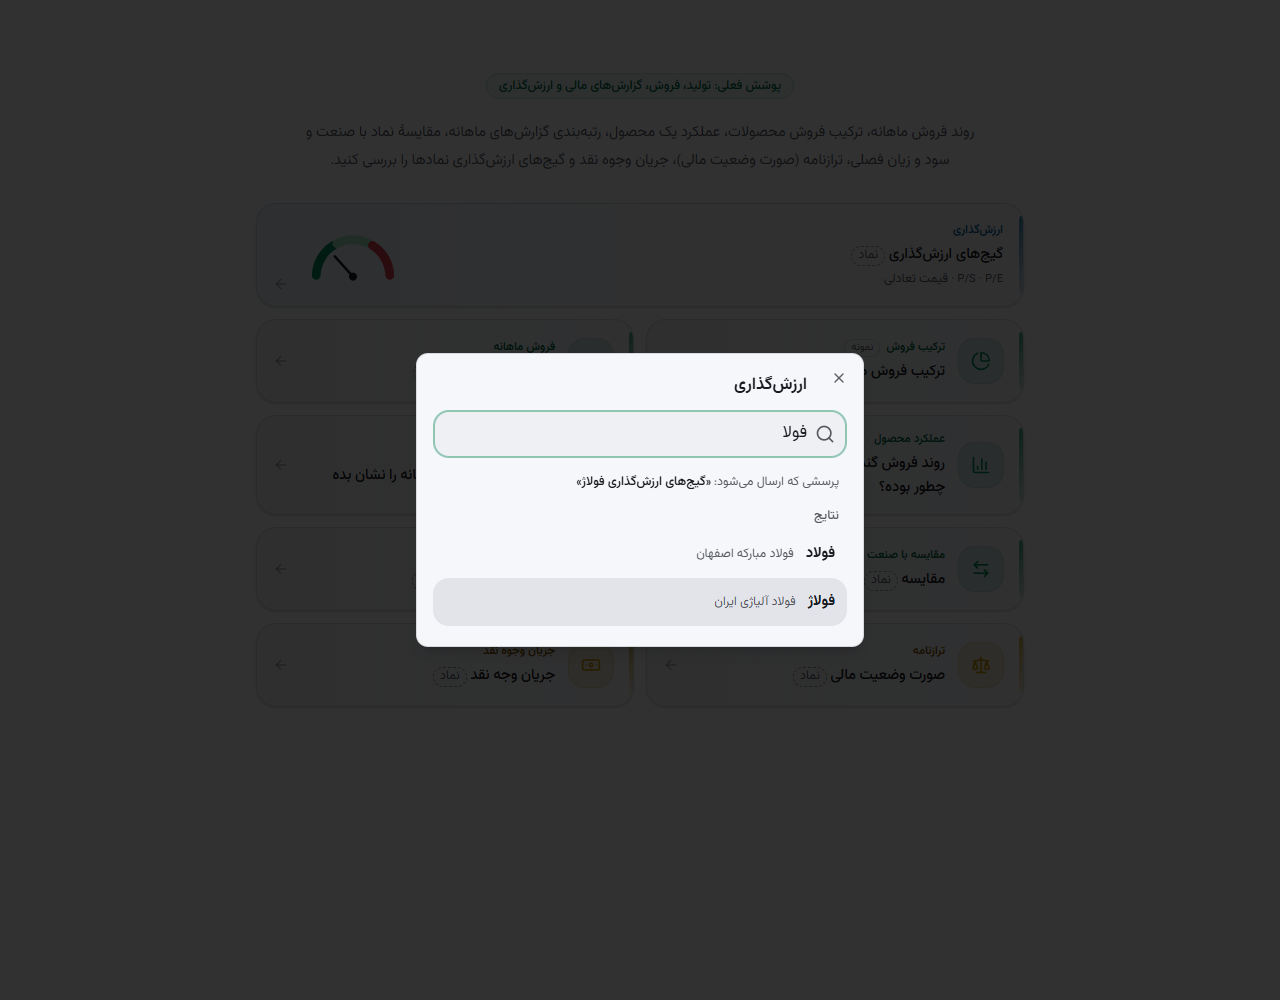 پوشش فعلی: تولید، فروش، گزارش‌های مالی و ارزش‌گذاری
روند فروش ماهانه، ترکیب فروش محصولات، عملکرد یک محصول، رتبه‌بندی گزارش‌های ماهانه، مقایسهٔ نماد با صنعت و
سود و زیان فصلی، ترازنامه (صورت وضعیت مالی)، جریان وجوه نقد و گیج‌های ارزش‌گذاری نمادها را بررسی کنید.
ارزش‌گذاری
گیج‌های ارزش‌گذاری نماد
P/S · P/E · قیمت تعادلی
ترکیب فروش نمونه
ترکیب فروش
فروش ماهانه
ارزش‌گذاری
فولا
پرسشی که ارسال می‌شود: «گیج‌های ارزش‌گذاری فولاژ»
نتایج
فولاد فولاد مبارکه اصفهان
فولاژ فولاد آلیاژی ایران
عملکرد محصول
روند فروش
چطور بوده؟
را نشان بده
مقایسه با صنعت
مقایسه نماد
ترازنامه
صورت وضعیت مالی نماد
جریان وجوه نقد
جریان وجه نقد نماد